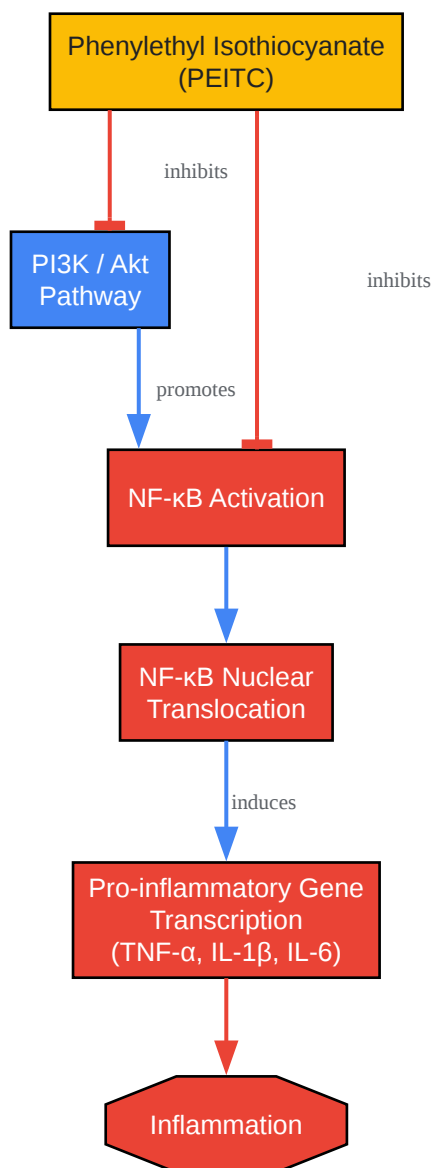 Phenylethyl Isothiocyanate
(PEITC)
inhibits
PI3K / Akt
Pathway
inhibits
promotes
NF-κB Activation
NF-κB Nuclear
Translocation
induces
Pro-inflammatory Gene
Transcription
(TNF-α, IL-1β, IL-6)
Inflammation